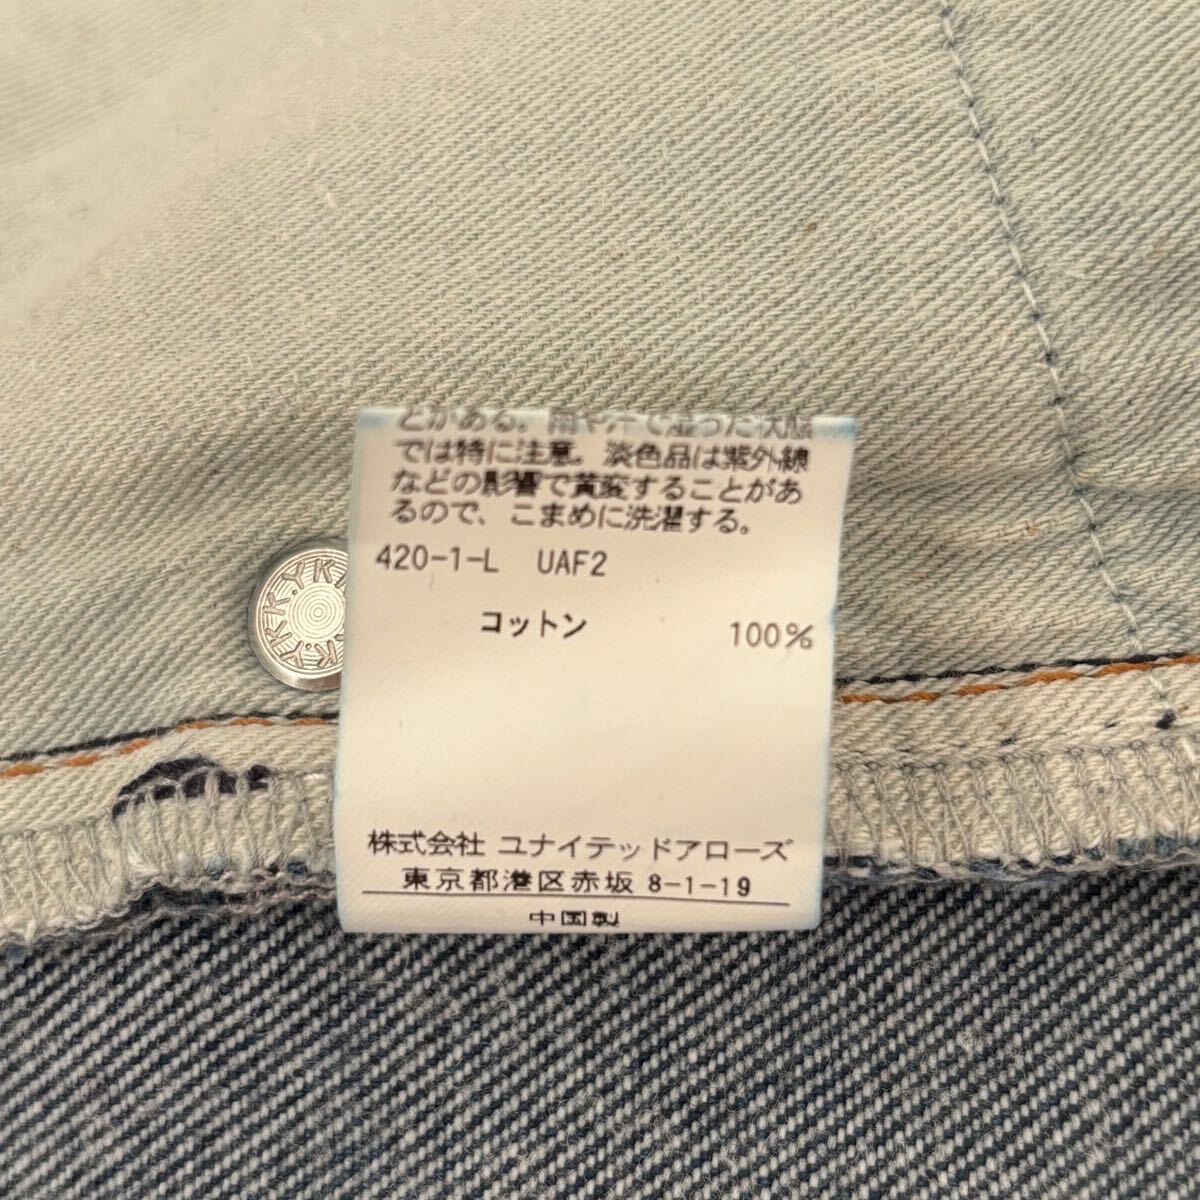 とがある。雨や汗で湿った状態
では特に注意。淡色品は紫外線
などの影響で黄変することがあ
るので、こまめに洗濯する。
420-1-L UAF2
コットン 100%
株式会社 ユナイテッドアローズ
東京都港区赤坂 8-1-19
中国製
YKK.YKK.YK